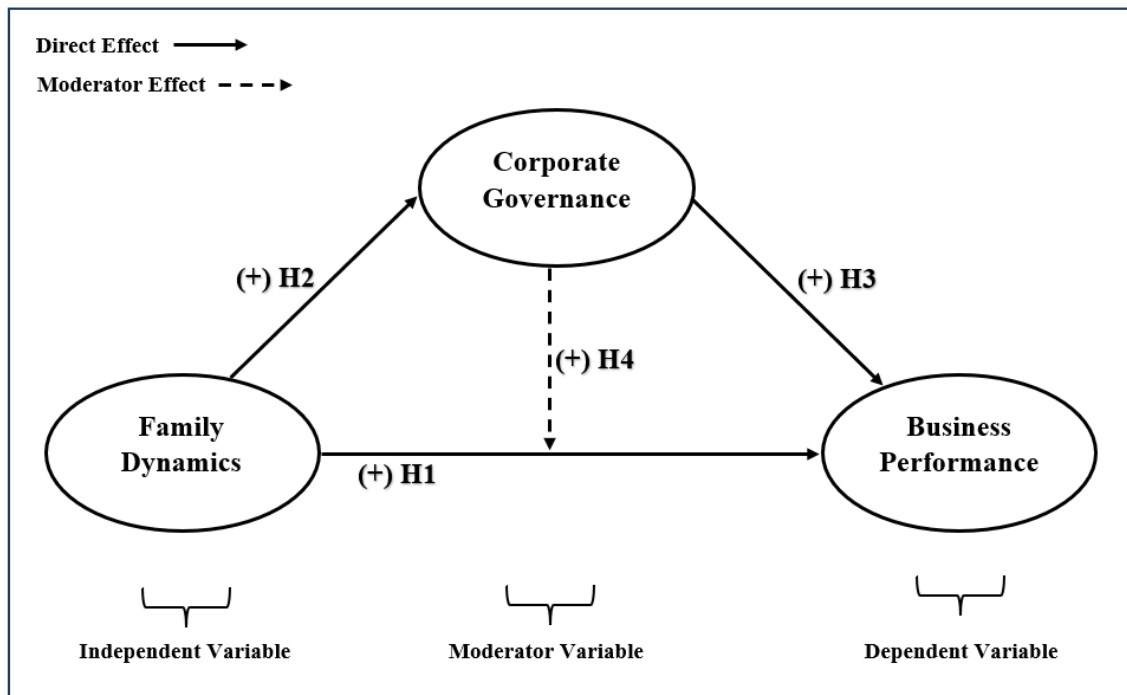 Direct Effect
Moderator Effect
Corporate
Governance
(+) H2
(+) H3
(+) H4
Family
Dynamics
Business
Performance
(+) H1
Independent Variable
Moderator Variable
Dependent Variable